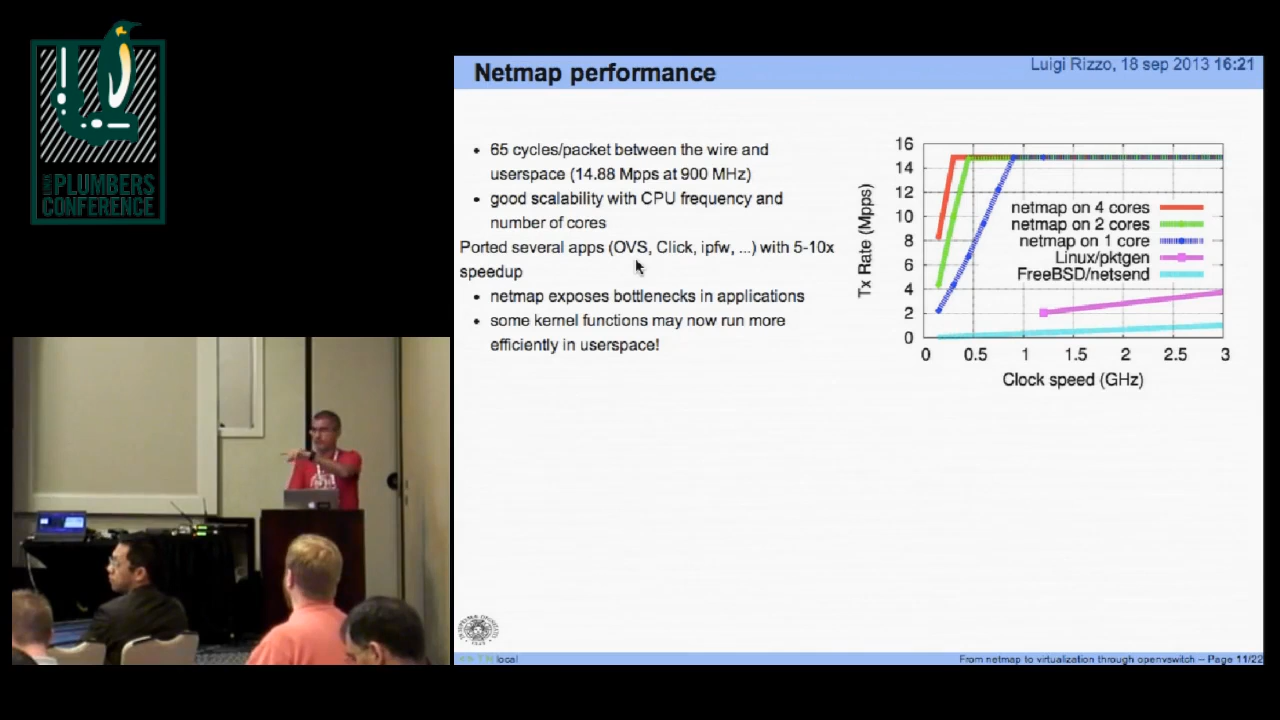 LINUX
PLUMBERS
CONFERENCE
Netmap performance
Luigi Rizzo, 18 sep 2013 16:21
• 65 cycles/packet between the wire and
userspace (14.88 Mpps at 900 MHz)
• good scalability with CPU frequency and
number of cores
Ported several apps (OVS, Click, ipfw, ...) with 5-10x
speedup
• netmap exposes bottlenecks in applications
• some kernel functions may now run more
efficiently in userspace!
Tx Rate (Mpps)
16
14
12
10
8
6
4
2
0
netmap on 4 cores
netmap on 2 cores
netmap on 1 core
Linux/pktgen
FreeBSD/netsend
0 0.5 1 1.5 2 2.5 3
Clock speed (GHz)
local
From netmap to virtualization through openvswitch – Page 11/22